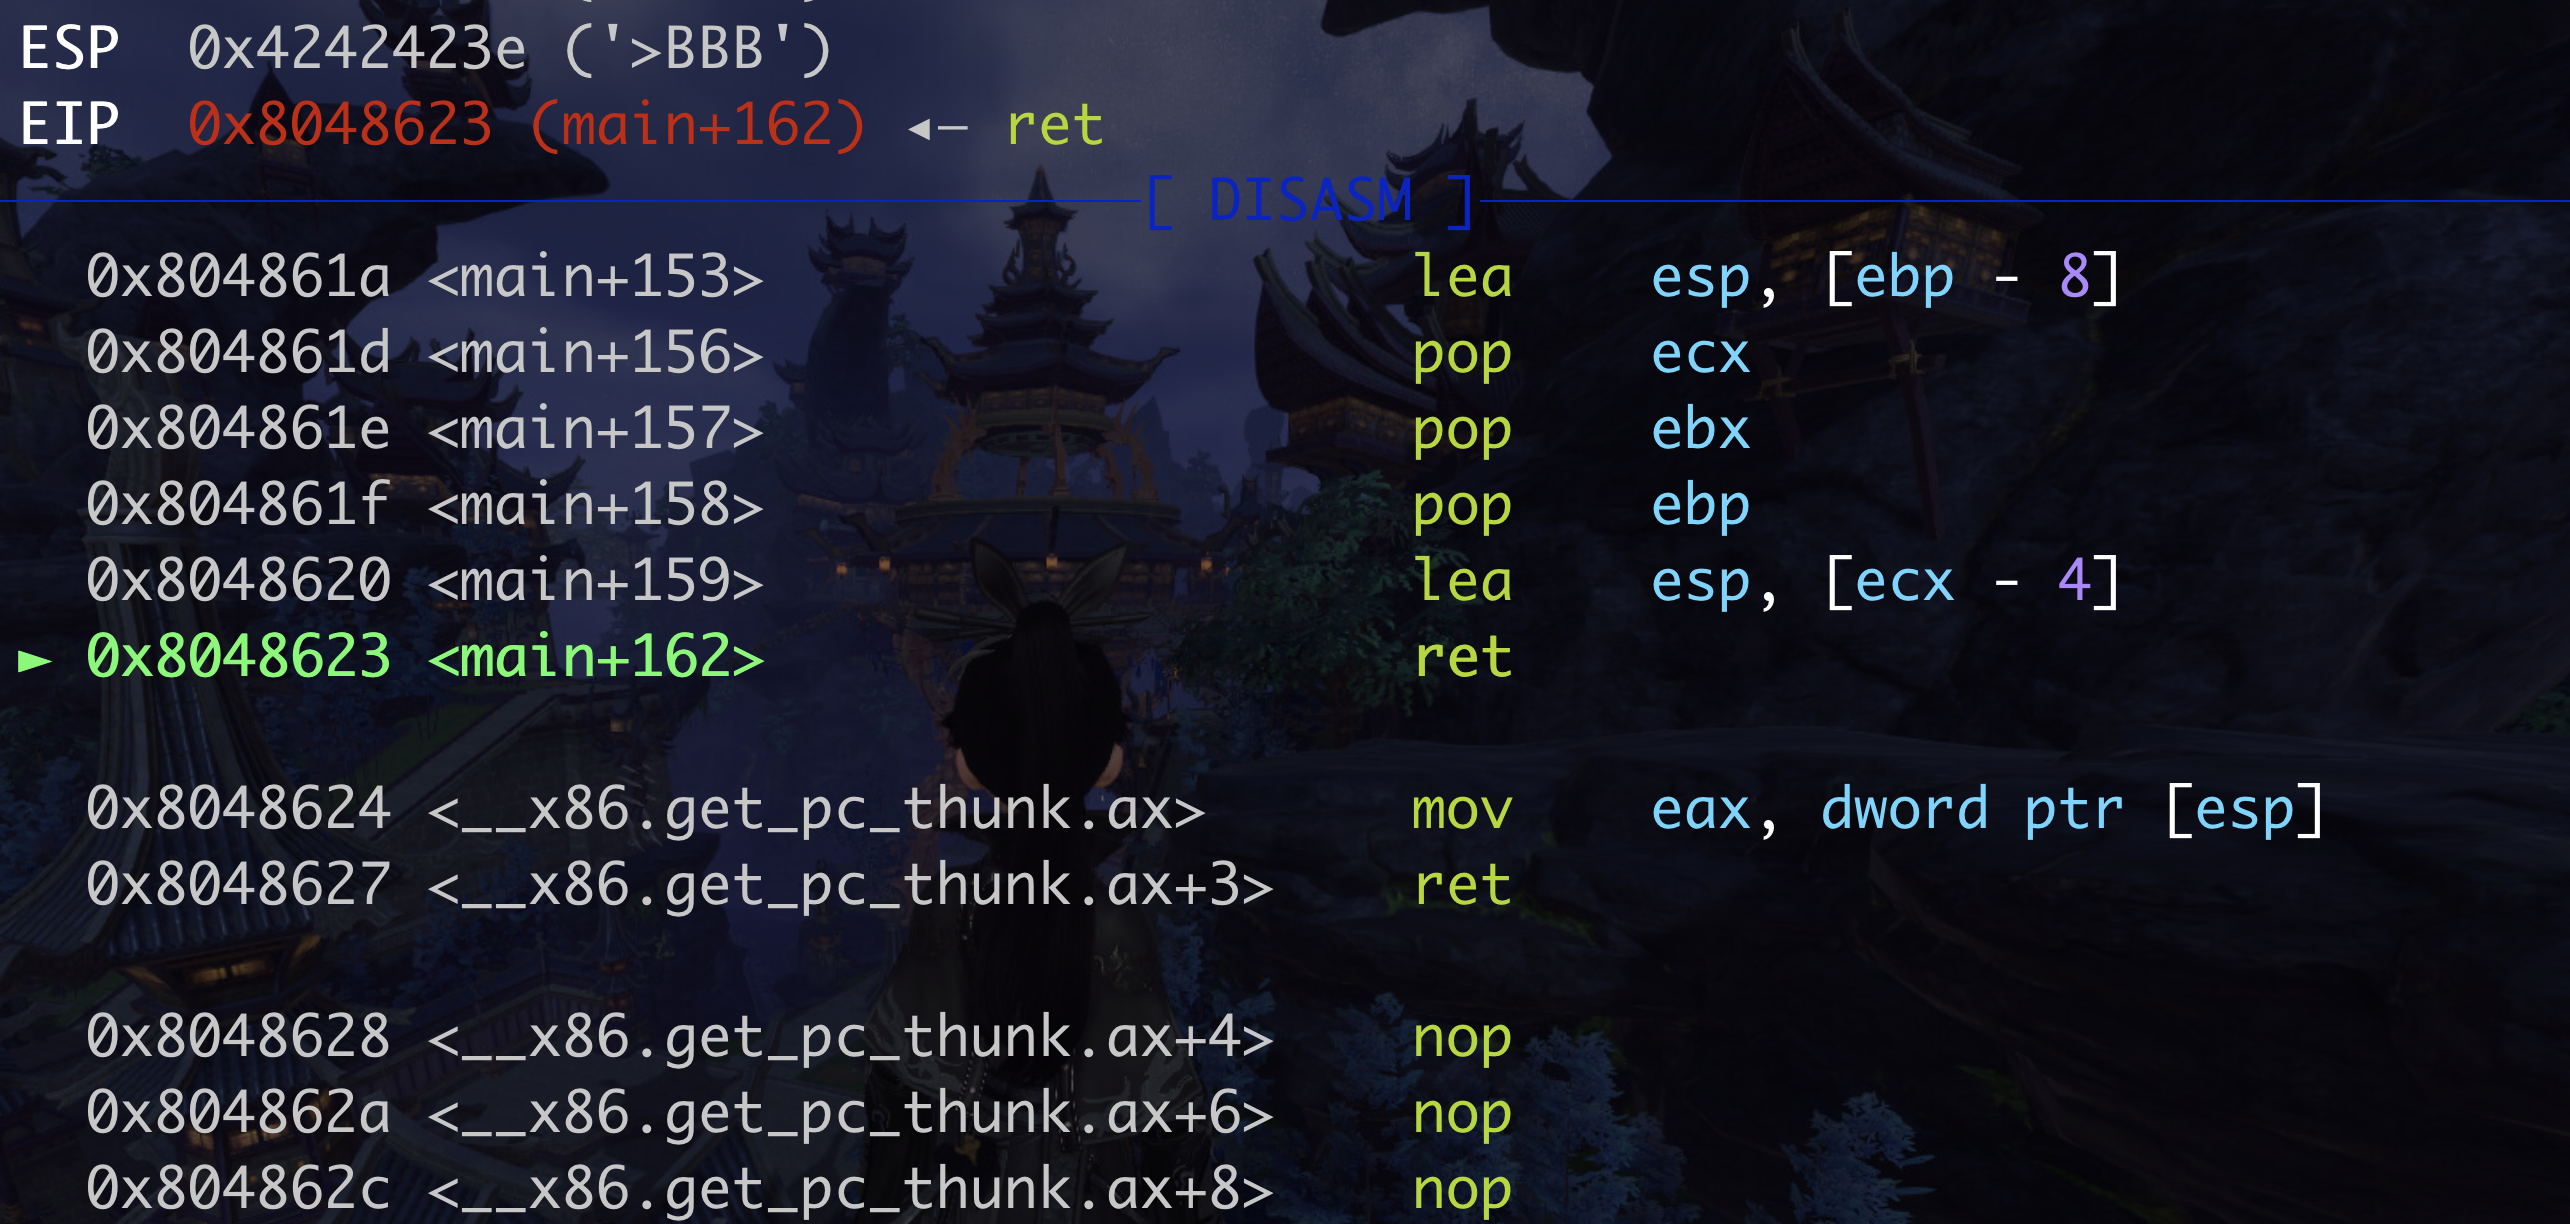 ESP  0x4242423e ('>BBB')
EIP  0x8048623 (main+162) ◂— ret
[ DISASM ]
0x804861a <main+153> lea esp, [ebp - 8]
0x804861d <main+156> pop ecx
0x804861e <main+157> pop ebx
0x804861f <main+158> pop ebp
0x8048620 <main+159> lea esp, [ecx - 4]
► 0x8048623 <main+162> ret
0x8048624 <__x86.get_pc_thunk.ax> mov eax, dword ptr [esp]
0x8048627 <__x86.get_pc_thunk.ax+3> ret
0x8048628 <__x86.get_pc_thunk.ax+4> nop
0x804862a <__x86.get_pc_thunk.ax+6> nop
0x804862c <__x86.get_pc_thunk.ax+8> nop